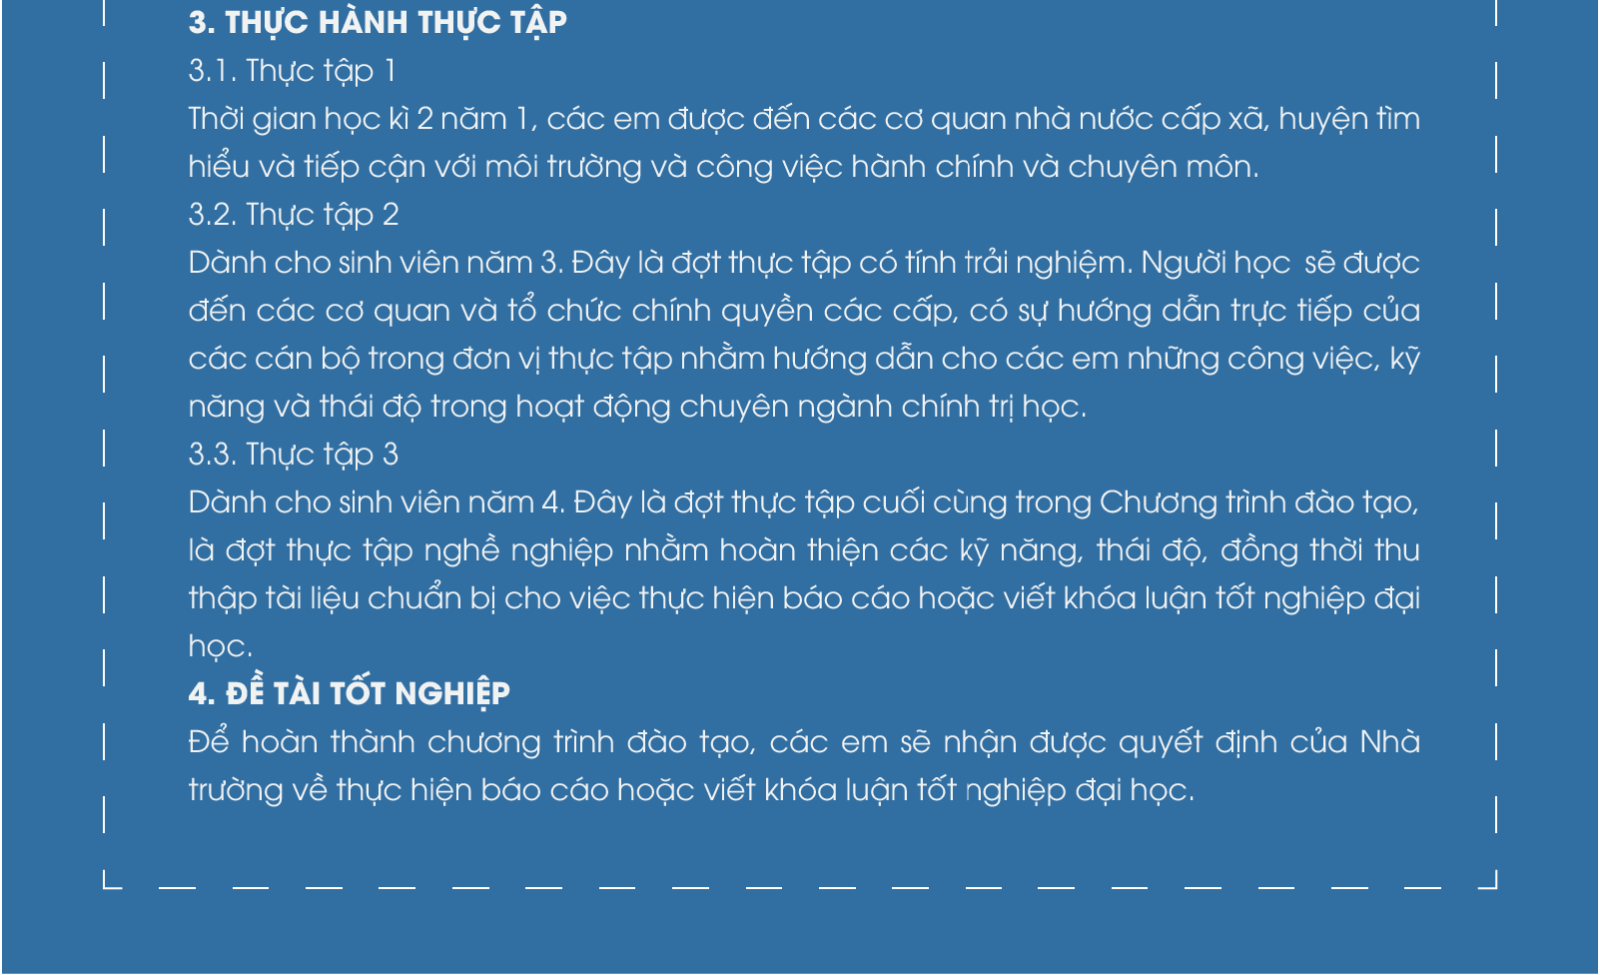 3. THỰC HÀNH THỰC TẬP
3.1. Thực tập 1
Thời gian học kì 2 năm 1, các em được đến các cơ quan nhà nước cấp xã, huyện tìm
hiểu và tiếp cận với môi trường và công việc hành chính và chuyên môn.
3.2. Thực tập 2
Dành cho sinh viên năm 3. Đây là đợt thực tập có tính trải nghiệm. Người học sẽ được
đến các cơ quan và tổ chức chính quyền các cấp, có sự hướng dẫn trực tiếp của
các cán bộ trong đơn vị thực tập nhằm hướng dẫn cho các em những công việc, kỹ
năng và thái độ trong hoạt động chuyên ngành chính trị học.
3.3. Thực tập 3
Dành cho sinh viên năm 4. Đây là đợt thực tập cuối cùng trong Chương trình đào tạo,
là đợt thực tập nghề nghiệp nhằm hoàn thiện các kỹ năng, thái độ, đồng thời thu
thập tài liệu chuẩn bị cho việc thực hiện báo cáo hoặc viết khóa luận tốt nghiệp đại
học.
4. ĐỀ TÀI TỐT NGHIỆP
Để hoàn thành chương trình đào tạo, các em sẽ nhận được quyết định của Nhà
trường về thực hiện báo cáo hoặc viết khóa luận tốt nghiệp đại học.